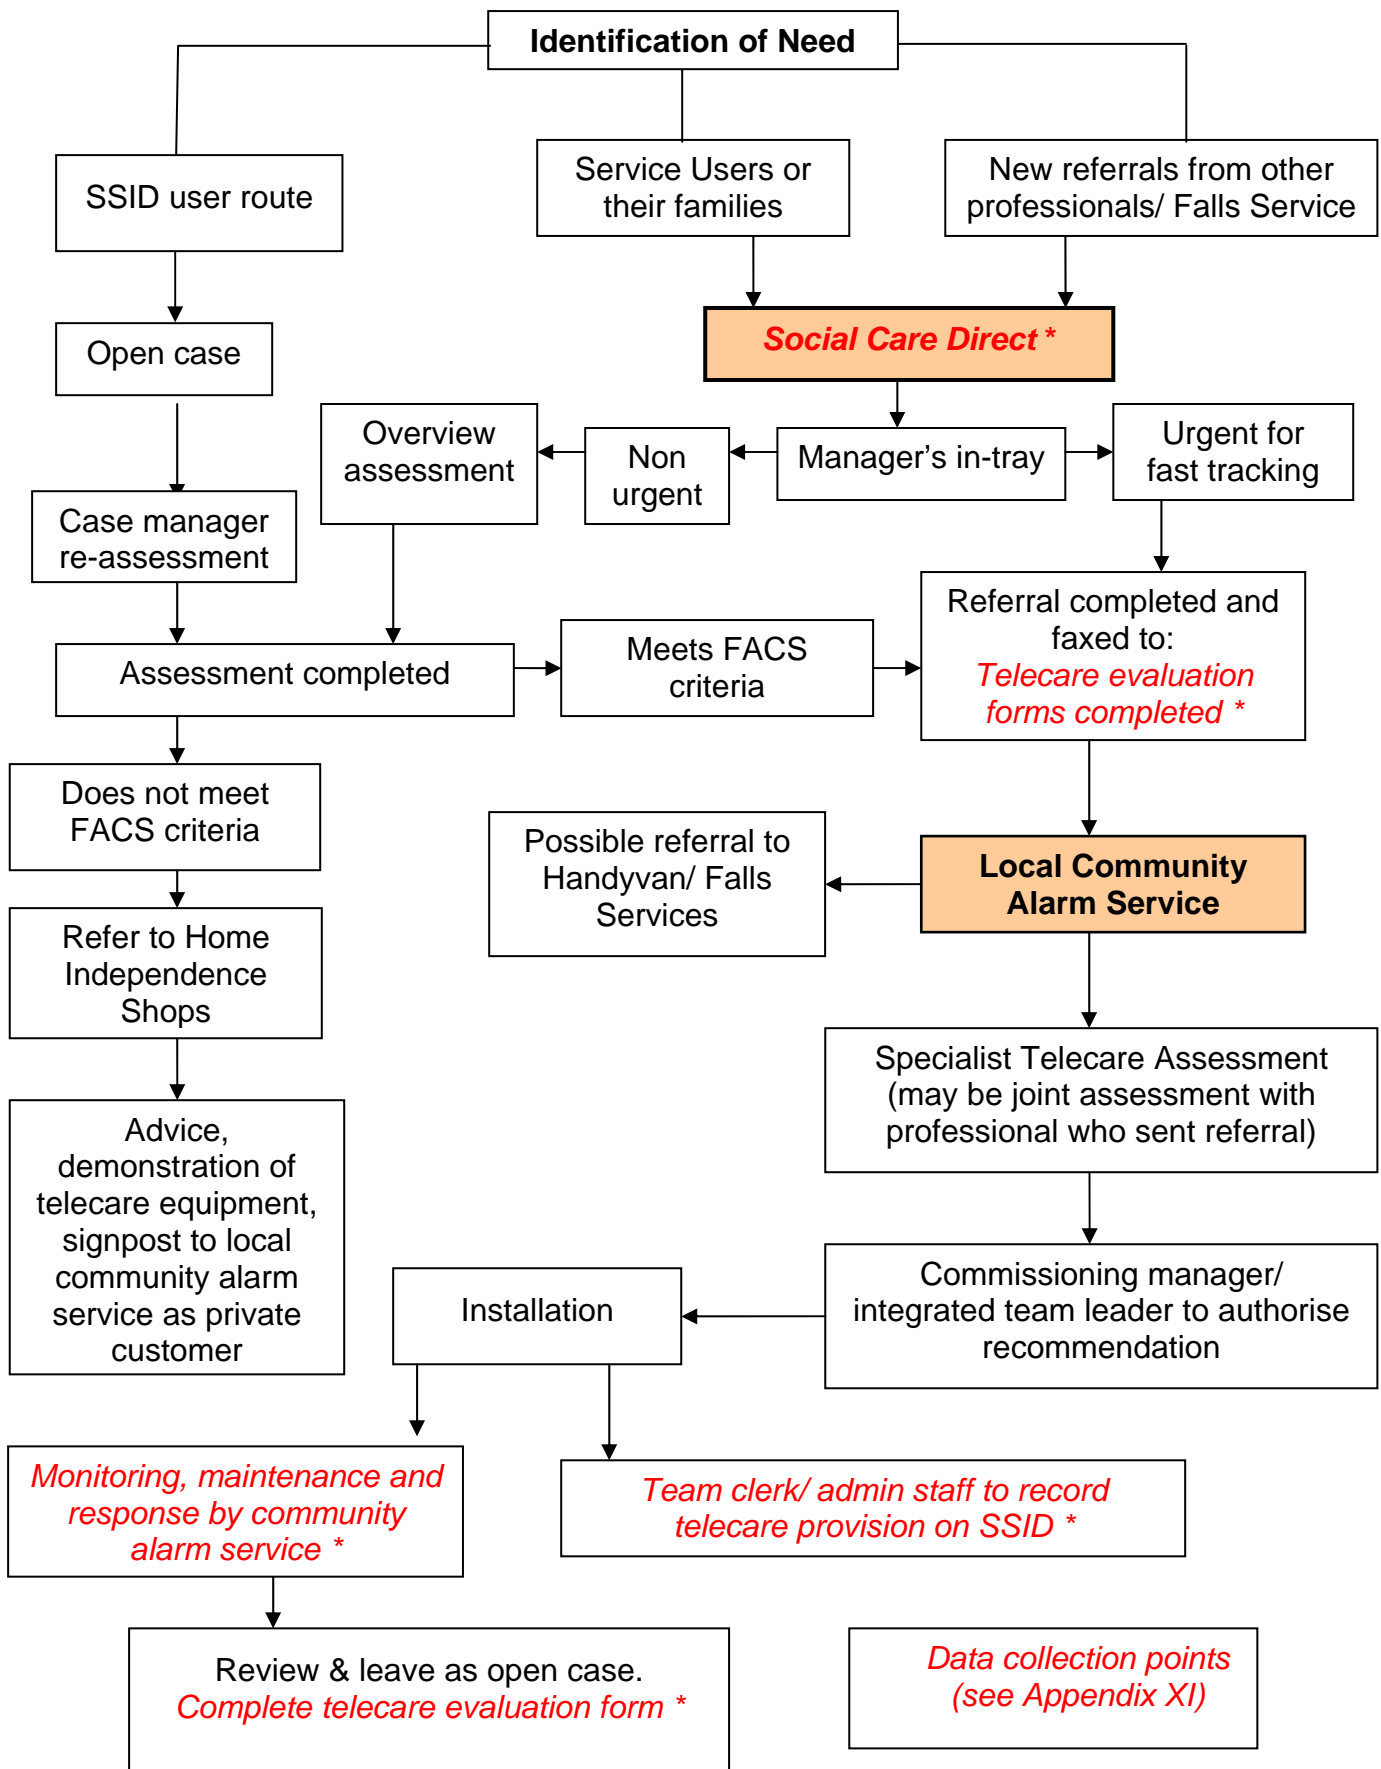 Identification of Need
SSID user route
Service Users or
their families
New referrals from other
professionals/ Falls Service
Social Care Direct *
Open case
Overview
assessment
Non
urgent
Manager’s in-tray
Urgent for
fast tracking
Case manager
re-assessment
Referral completed and
faxed to:
Telecare evaluation
forms completed *
Assessment completed
Meets FACS
criteria
Does not meet
FACS criteria
Possible referral to
Handyvan/ Falls
Services
Local Community
Alarm Service
Refer to Home
Independence
Shops
Specialist Telecare Assessment
(may be joint assessment with
professional who sent referral)
Advice,
demonstration of
telecare equipment,
signpost to local
community alarm
service as private
customer
Installation
Commissioning manager/
integrated team leader to authorise
recommendation
Monitoring, maintenance and
response by community
alarm service *
Team clerk/ admin staff to record
telecare provision on SSID *
Review & leave as open case.
Complete telecare evaluation form *
Data collection points
(see Appendix XI)